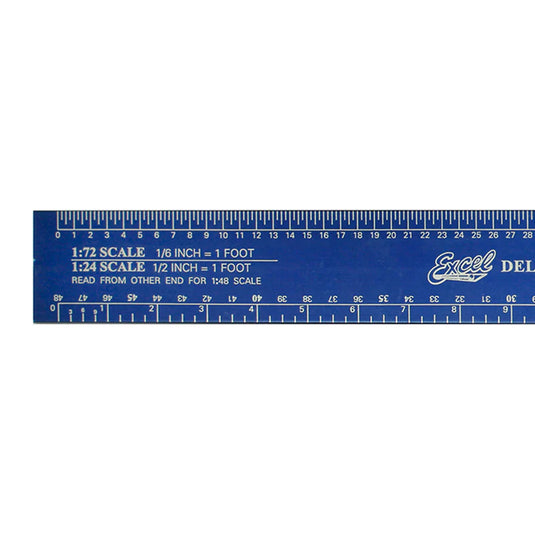 0 1 2 3 4 5 6 7 8 9 10 11 12 13 14 15 16 17 18 19 20 21 22 23 24 25 26 27 28
1:72 SCALE 1/6 INCH = 1 FOOT
1:24 SCALE 1/2 INCH = 1 FOOT
READ FROM OTHER END FOR 1:48 SCALE
Excel DEL
48 47 46 45 44 43 42 41 40 39 38 37 36 35 34 33 32 31 30
0 3 6 9 1 2 3 4 5 6 7 8 9